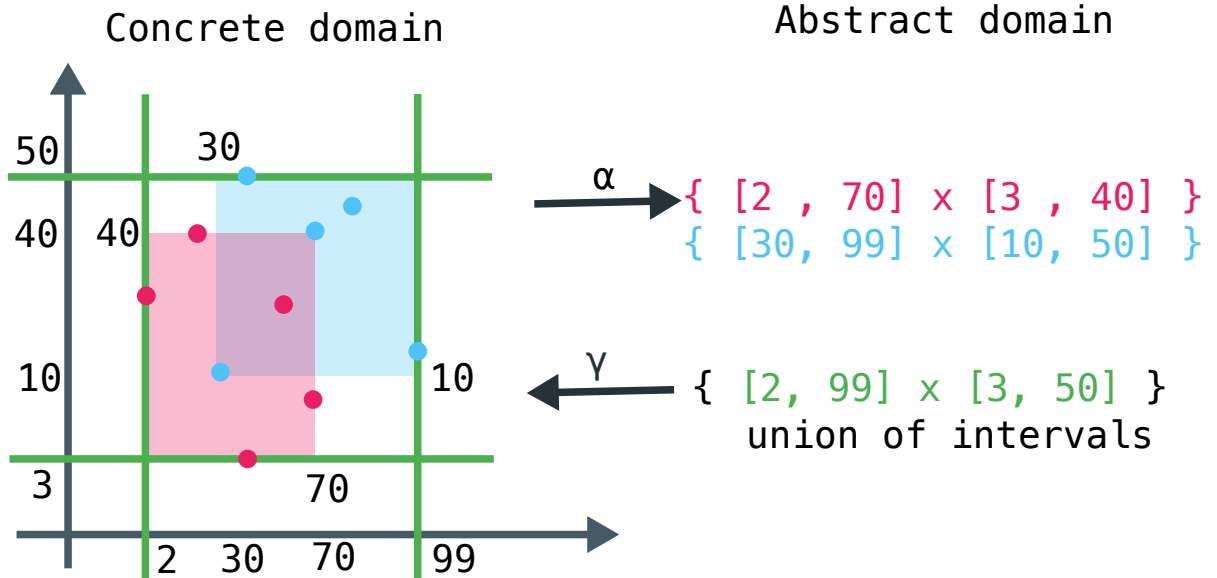 Concrete domain
Abstract domain
50
30
α
{ [2 , 70] x [3 , 40] }
40
40
{ [30, 99] x [10, 50] }
γ
10
10
{ [2, 99] x [3, 50] }
union of intervals
3
70
2
30
70
99